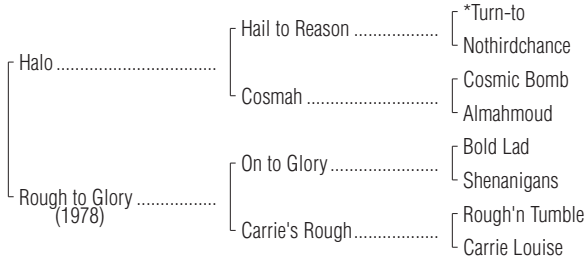 *Turn-to
Hail to Reason ..................
Nothirdchance
Halo ..................................
Cosmic Bomb
Cosmah ............................
Almahmoud
Bold Lad
On to Glory .......................
Shenanigans
Rough to Glory .................
(1978)
Rough'n Tumble
Carrie's Rough ..................
Carrie Louise